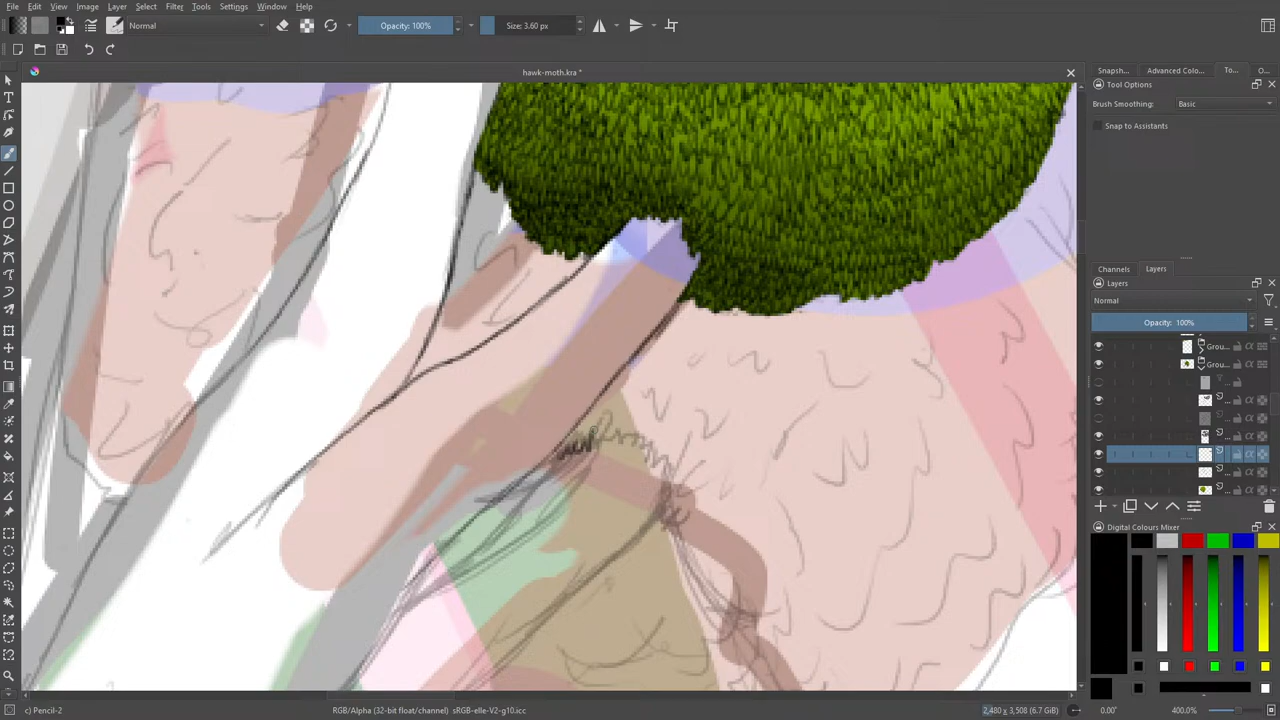 File Edit View Image Layer Select Filter Tools Settings Window Help
Normal Opacity: 100% Size: 3.60 px
hawk-moth.kra *
Snapsh... Advanced Colo... To... O...
Tool Options
Brush Smoothing: Basic
Snap to Assistants
Channels Layers
Layers
Normal
Opacity: 100%
Grou...
Grou...
Digital Colours Mixer
c) Pencil-2 RGB/Alpha (32-bit float/channel) sRGB-elle-V2-g10.icc 2,480 x 3,508 (6.7 GiB) 0.00° 400.0%